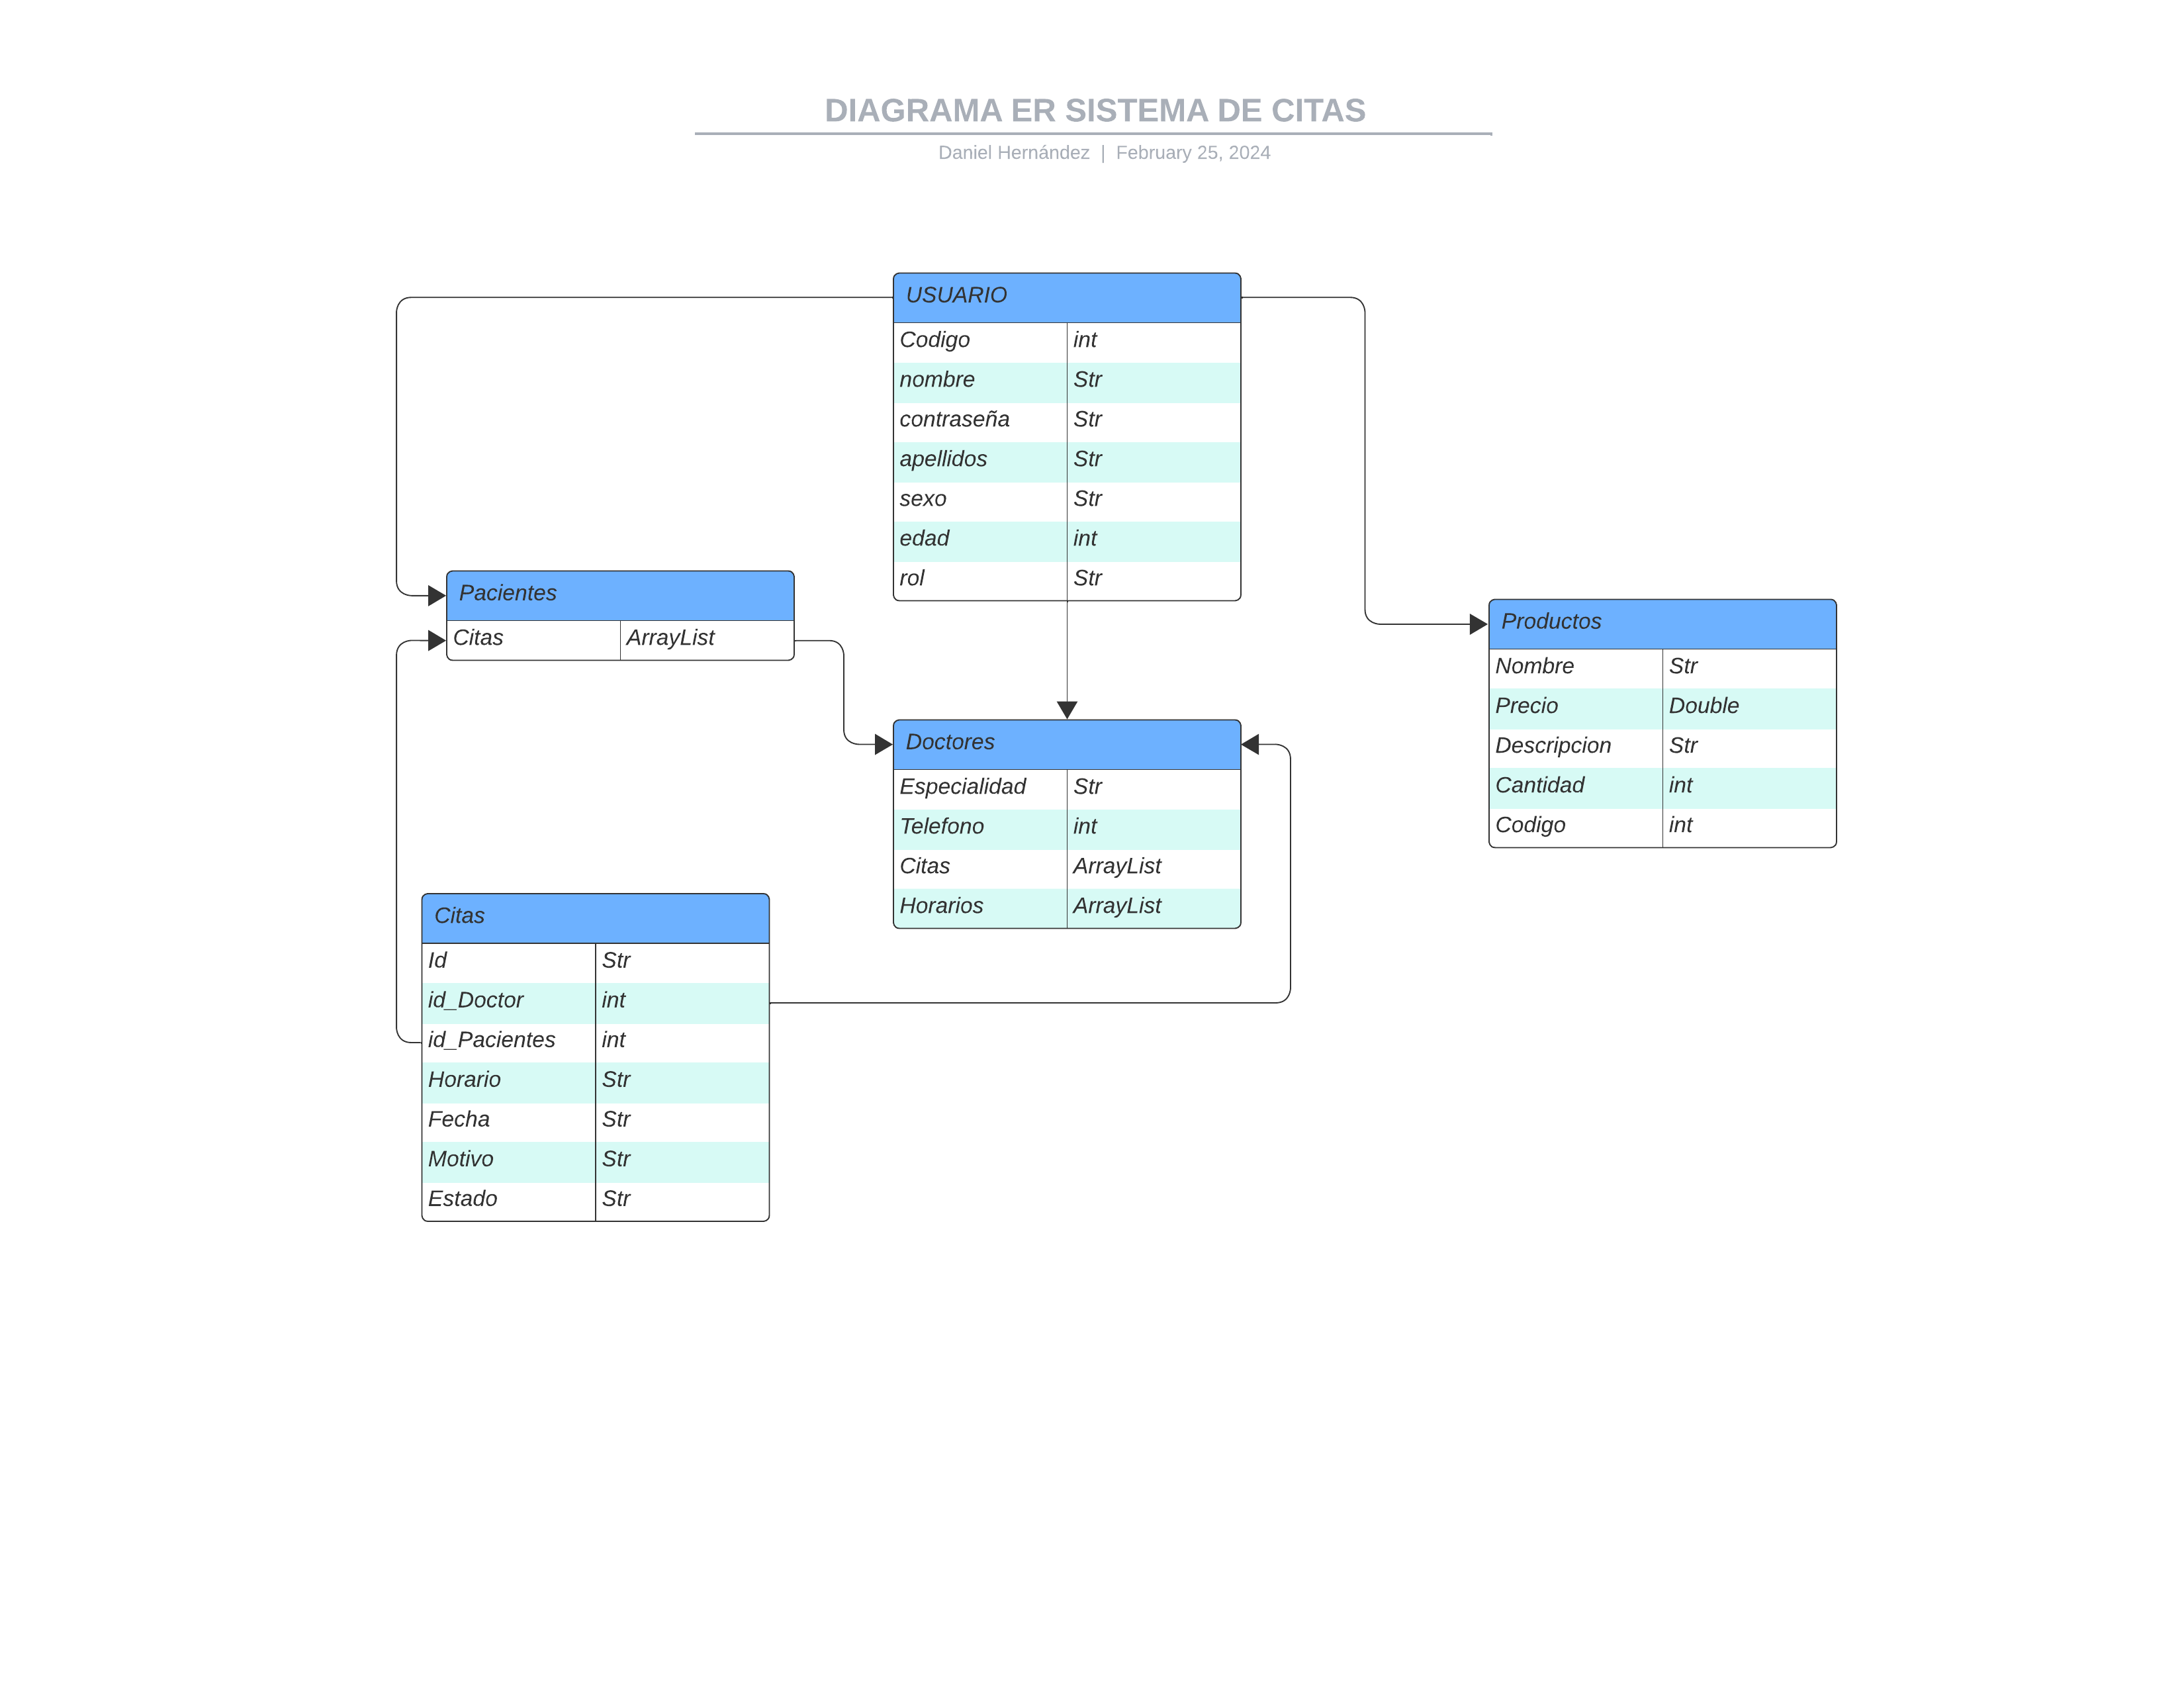 DIAGRAMA ER SISTEMA DE CITAS
Daniel Hernández | February 25, 2024
USUARIO
Codigo int
nombre Str
contraseña Str
apellidos Str
sexo Str
edad int
rol Str
Pacientes
Citas ArrayList
Productos
Nombre Str
Precio Double
Descripcion Str
Cantidad int
Codigo int
Doctores
Especialidad Str
Telefono int
Citas ArrayList
Horarios ArrayList
Citas
Id Str
id_Doctor int
id_Pacientes int
Horario Str
Fecha Str
Motivo Str
Estado Str